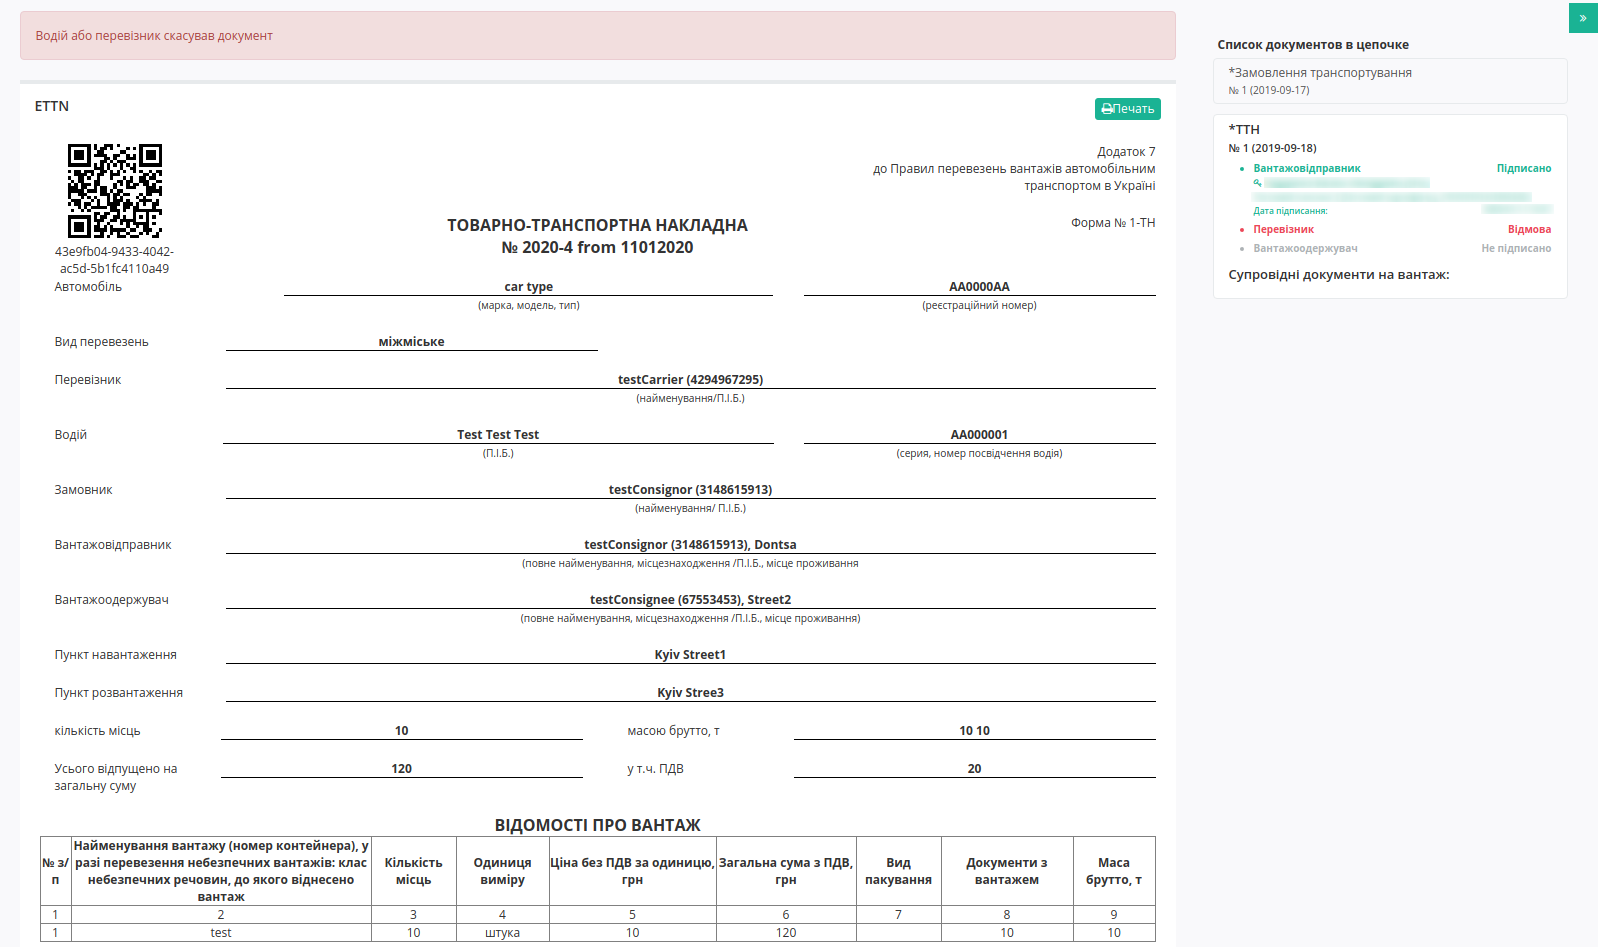 Водій або перевізник скасував документ
ETTN
Печать
43e9fb04-9433-4042-
ac5d-5b1fc4110a49
Додаток 7
до Правил перевезень вантажів автомобільним
транспортом в Україні
Форма № 1-ТН
ТОВАРНО-ТРАНСПОРТНА НАКЛАДНА
№ 2020-4 from 11012020
Автомобіль car type AA0000AA
(марка, модель, тип) (реєстраційний номер)
Вид перевезень міжміське
Перевізник testCarrier (4294967295)
(найменування/П.І.Б.)
Водій Test Test Test AA000001
(П.І.Б.) (серия, номер посвідчення водія)
Замовник testConsignor (3148615913)
(найменування/ П.І.Б.)
Вантажовідправник testConsignor (3148615913), Dontsa
(повне найменування, місцезнаходження /П.І.Б., місце проживання
Вантажоодержувач testConsignee (67553453), Street2
(повне найменування, місцезнаходження /П.І.Б., місце проживання)
Пункт навантаження Kyiv Street1
Пункт розвантаження Kyiv Stree3
кількість місць 10 масою брутто, т 10 10
Усього відпущено на 120 у т.ч. ПДВ 20
загальну суму
ВІДОМОСТІ ПРО ВАНТАЖ
№ з/
п
Найменування вантажу (номер контейнера), у
разі перевезення небезпечних вантажів: клас
небезпечних речовин, до якого віднесено
вантаж
Кількість
місць
Одиниця
виміру
Ціна без ПДВ за одиницю,
грн
Загальна сума з ПДВ,
грн
Вид
пакування
Документи з
вантажем
Маса
брутто, т
1 2 3 4 5 6 7 8 9
1 test 10 штука 10 120 10 10
»
Список документов в цепочке
*Замовлення транспортування
№ 1 (2019-09-17)
*ТТН
№ 1 (2019-09-18)
Вантажовідправник Підписано
Дата підписання:
Перевізник Відмова
Вантажоодержувач Не підписано
Супровідні документи на вантаж: